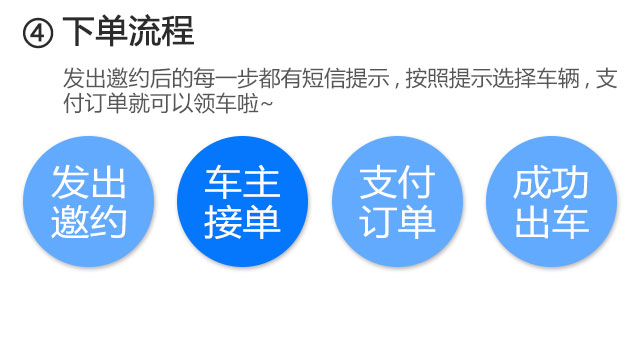 ④ 下单流程
发出邀约后的每一步都有短信提示，按照提示选择车辆，支
付订单就可以领车啦~
发出
邀约
车主
接单
支付
订单
成功
出车